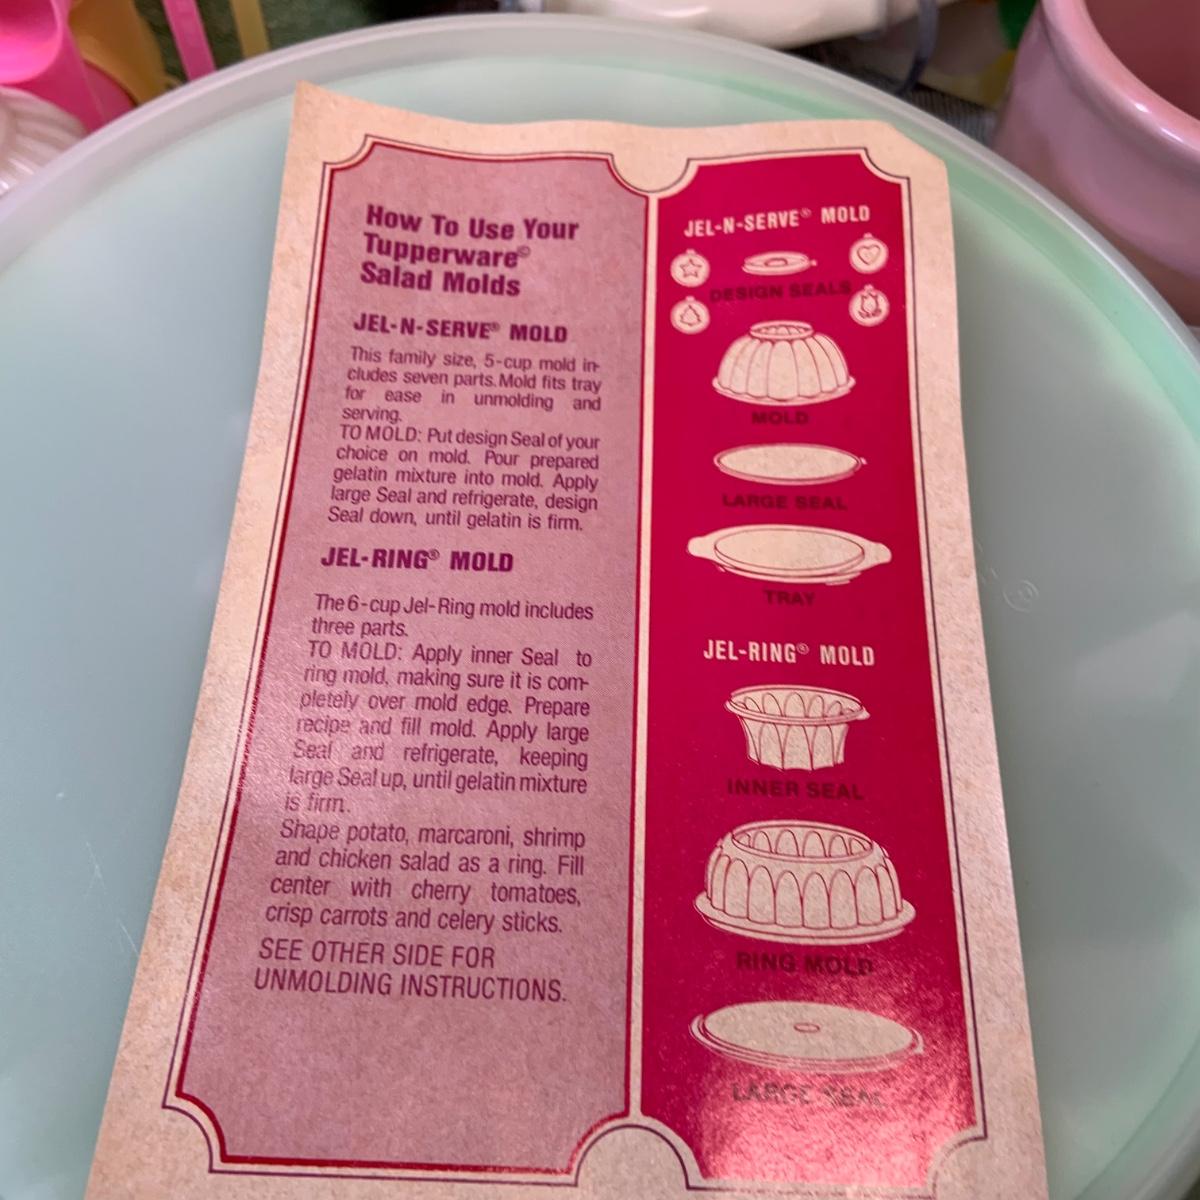 How To Use Your
Tupperware©
Salad Molds
JEL-N-SERVE® MOLD
This family size, 5-cup mold in-
cludes seven parts. Mold fits tray
for ease in unmolding and
serving.
TO MOLD: Put design Seal of your
choice on mold. Pour prepared
gelatin mixture into mold. Apply
large Seal and refrigerate, design
Seal down, until gelatin is firm.
JEL-RING® MOLD
The 6-cup Jel-Ring mold includes
three parts.
TO MOLD: Apply inner Seal to
ring mold, making sure it is com-
pletely over mold edge. Prepare
recipe and fill mold. Apply large
Seal and refrigerate, keeping
large Seal up, until gelatin mixture
is firm.
Shape potato, marcaroni, shrimp
and chicken salad as a ring. Fill
center with cherry tomatoes,
crisp carrots and celery sticks.
SEE OTHER SIDE FOR
UNMOLDING INSTRUCTIONS.
JEL-N-SERVE® MOLD
DESIGN SEALS
MOLD
LARGE SEAL
TRAY
JEL-RING® MOLD
INNER SEAL
RING MOLD
LARGE SEAL